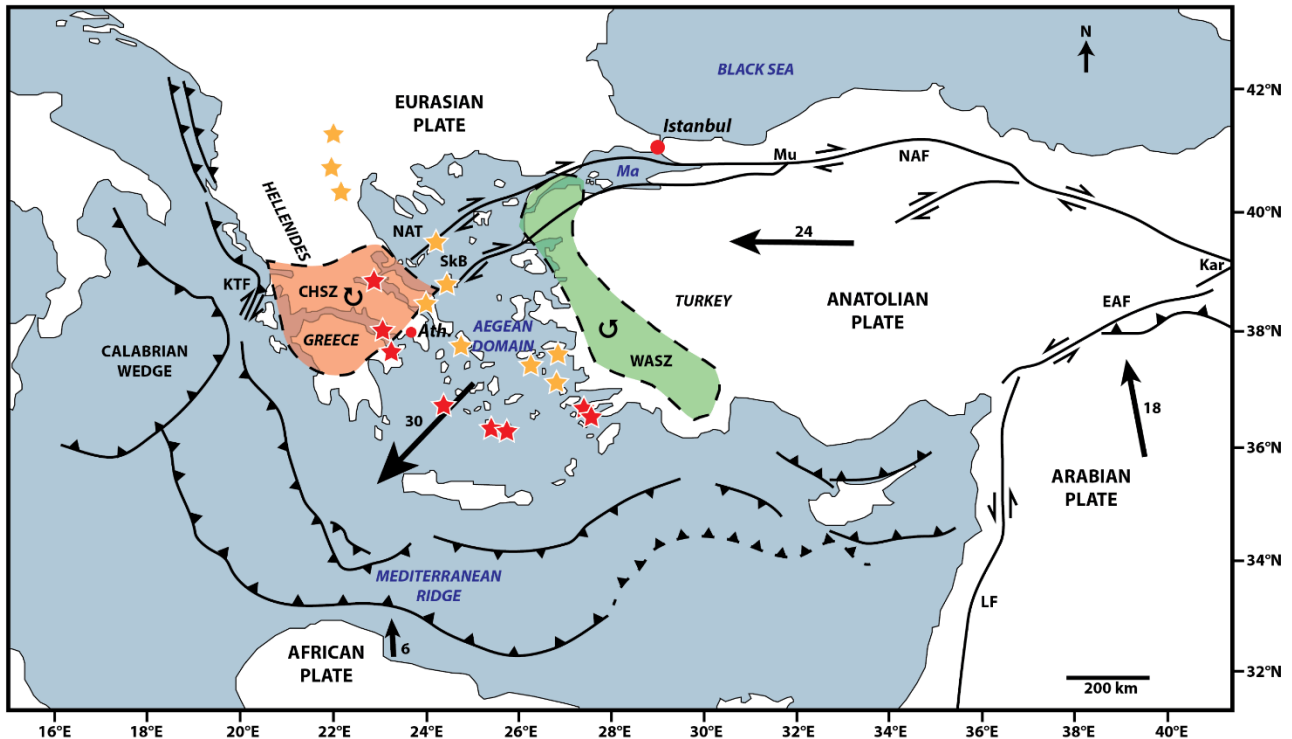 N
BLACK SEA
42°N
EURASIAN
PLATE
Istanbul
Mu
NAF
Ma
HELLENIDES
40°N
NAT
24
SkB
Kar
KTF
CHSZ
TURKEY
ANATOLIAN
PLATE
EAF
Ath.
AEGEAN
DOMAIN
38°N
GREECE
CALABRIAN
WEDGE
WASZ
30
18
36°N
ARABIAN
PLATE
MEDITERRANEAN
RIDGE
34°N
LF
6
AFRICAN
PLATE
32°N
200 km
16°E 18°E 20°E 22°E 24°E 26°E 28°E 30°E 32°E 34°E 36°E 38°E 40°E